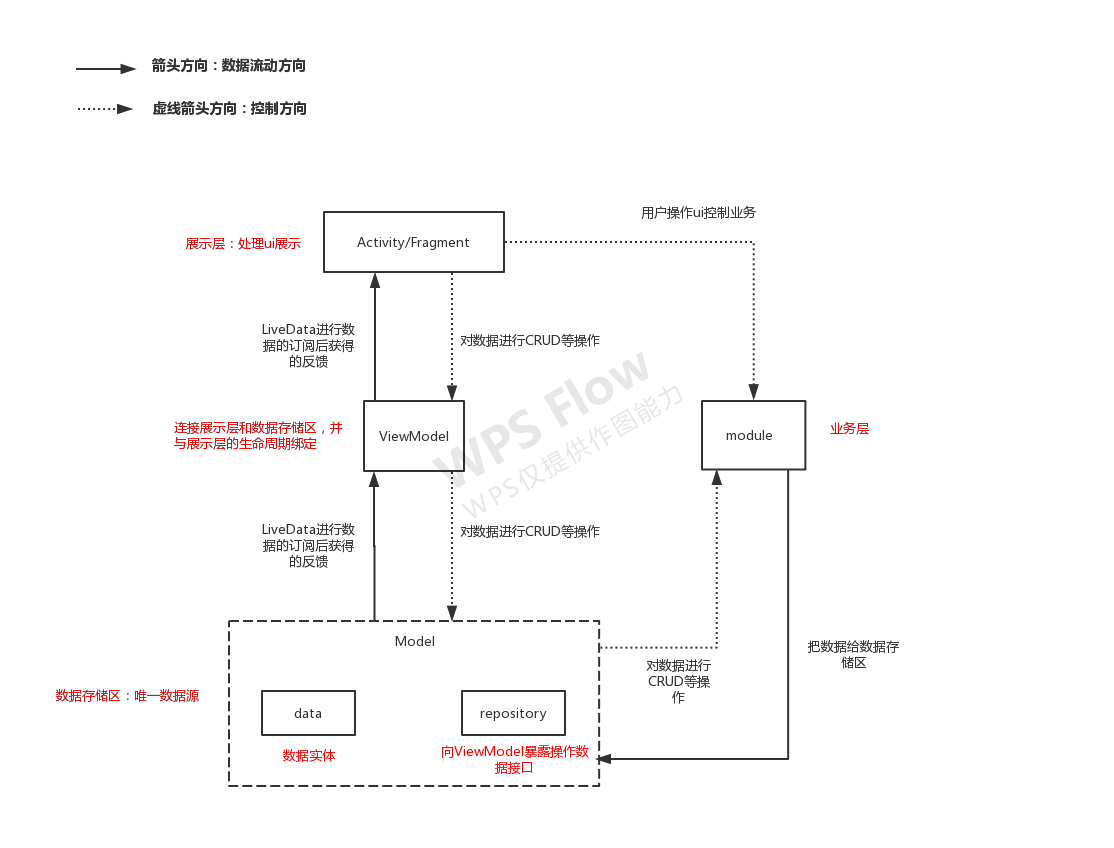 箭头方向：数据流动方向
虚线箭头方向：控制方向
用户操作ui控制业务
展示层：处理ui展示
Activity/Fragment
LiveData进行数
据的订阅后获得
的反馈
对数据进行CRUD等操作
WPS Flow
WPS仅提供作图能力
连接展示层和数据存储区，并
与展示层的生命周期绑定
ViewModel
module
业务层
LiveData进行数
据的订阅后获得
的反馈
对数据进行CRUD等操作
Model
把数据给数据存
储区
对数据进行
CRUD等操
作
数据存储区：唯一数据源
data
repository
数据实体
向ViewModel暴露操作数
据接口